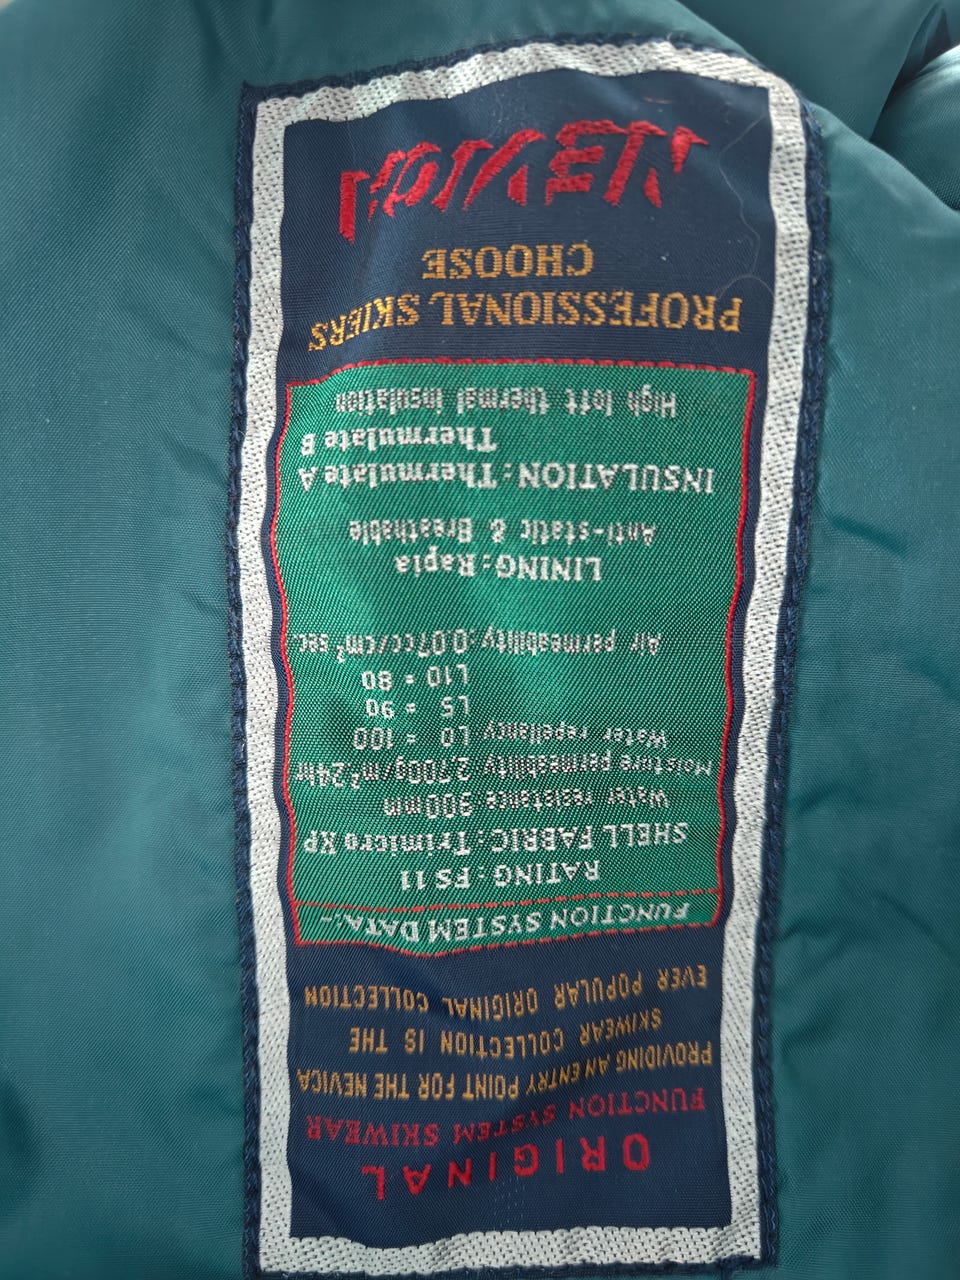 ORIGINAL
FUNCTION SYSTEM SKIWEAR
PROVIDING AN ENTRY POINT FOR THE NEVICA
SKIWEAR COLLECTION IS THE
EVER POPULAR ORIGINAL COLLECTION
FUNCTION SYSTEM DATA:-
RATING: FS 11
SHELL FABRIC: Trimicro XP
Water resistance: 900mm
Moisture permeability 2,700g/m² 24hr
Water repellancy L0 = 100
L5 = 90
L10 = 80
Air permeability: 0.07cc/cm² sec.
LINING: Rapia
Anti-static & Breathable
INSULATION: Thermulate A
Thermulate B
High loft thermal insulation
PROFESSIONAL SKIERS
CHOOSE
NEVICA